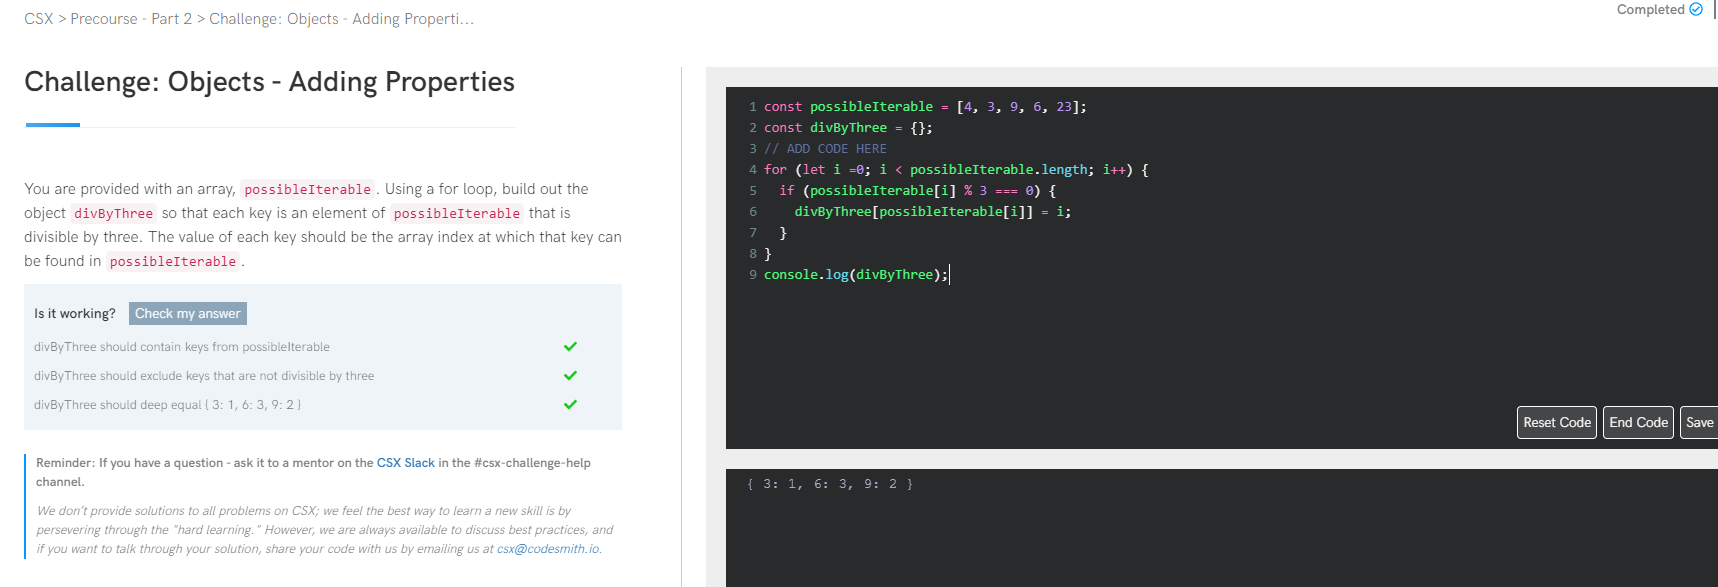 CSX > Precourse - Part 2 > Challenge: Objects - Adding Properti...
Completed
Challenge: Objects - Adding Properties
You are provided with an array, possibleIterable . Using a for loop, build out the
object divByThree so that each key is an element of possibleIterable that is
divisible by three. The value of each key should be the array index at which that key can
be found in possibleIterable .
Is it working? Check my answer
divByThree should contain keys from possibleIterable
divByThree should exclude keys that are not divisible by three
divByThree should deep equal { 3: 1, 6: 3, 9: 2 }
Reminder: If you have a question - ask it to a mentor on the CSX Slack in the #csx-challenge-help
channel.
We don't provide solutions to all problems on CSX; we feel the best way to learn a new skill is by
persevering through the "hard learning." However, we are always available to discuss best practices, and
if you want to talk through your solution, share your code with us by emailing us at csx@codesmith.io.
1 const possibleIterable = [4, 3, 9, 6, 23];
2 const divByThree = {};
3 // ADD CODE HERE
4 for (let i =0; i < possibleIterable.length; i++) {
5   if (possibleIterable[i] % 3 === 0) {
6     divByThree[possibleIterable[i]] = i;
7   }
8 }
9 console.log(divByThree);
Reset Code End Code Save
{ 3: 1, 6: 3, 9: 2 }